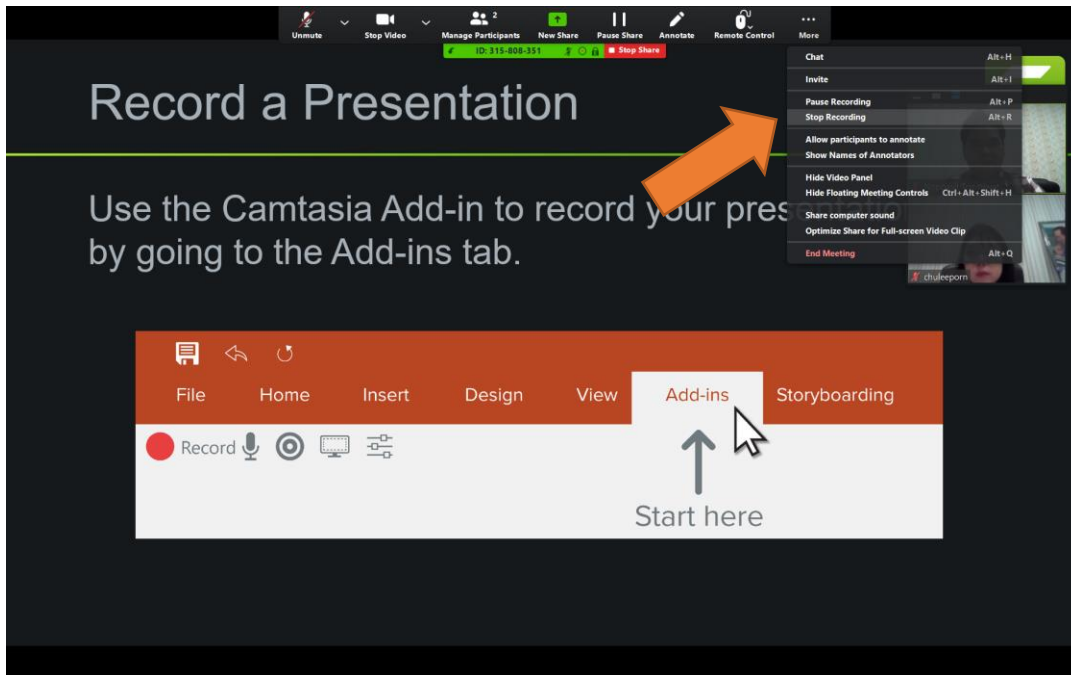 Unmute Stop Video Manage Participants 2 New Share Pause Share Annotate Remote Control More
ID: 315-808-351 Stop Share
Chat Alt+H
Invite Alt+I
Pause Recording Alt+P
Stop Recording Alt+R
Allow participants to annotate
Show Names of Annotators
Hide Video Panel
Hide Floating Meeting Controls Ctrl+Alt+Shift+H
Share computer sound
Optimize Share for Full-screen Video Clip
End Meeting Alt+Q
chuleeporn
Record a Presentation
Use the Camtasia Add-in to record your presentatio
by going to the Add-ins tab.
File Home Insert Design View Add-ins Storyboarding
Record
Start here